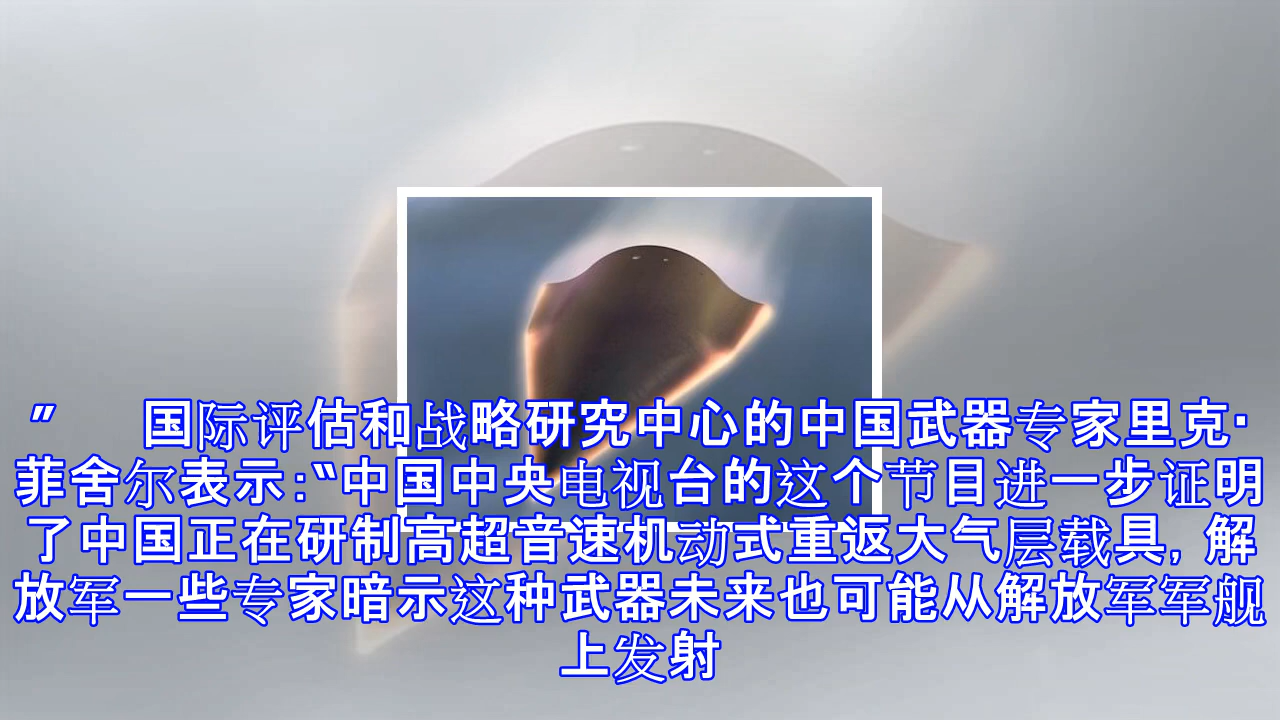 ”　国际评估和战略研究中心的中国武器专家里克·
菲舍尔表示:“中国中央电视台的这个节目进一步证明
了中国正在研制高超音速机动式重返大气层载具, 解
放军一些专家暗示这种武器未来也可能从解放军军舰
上发射